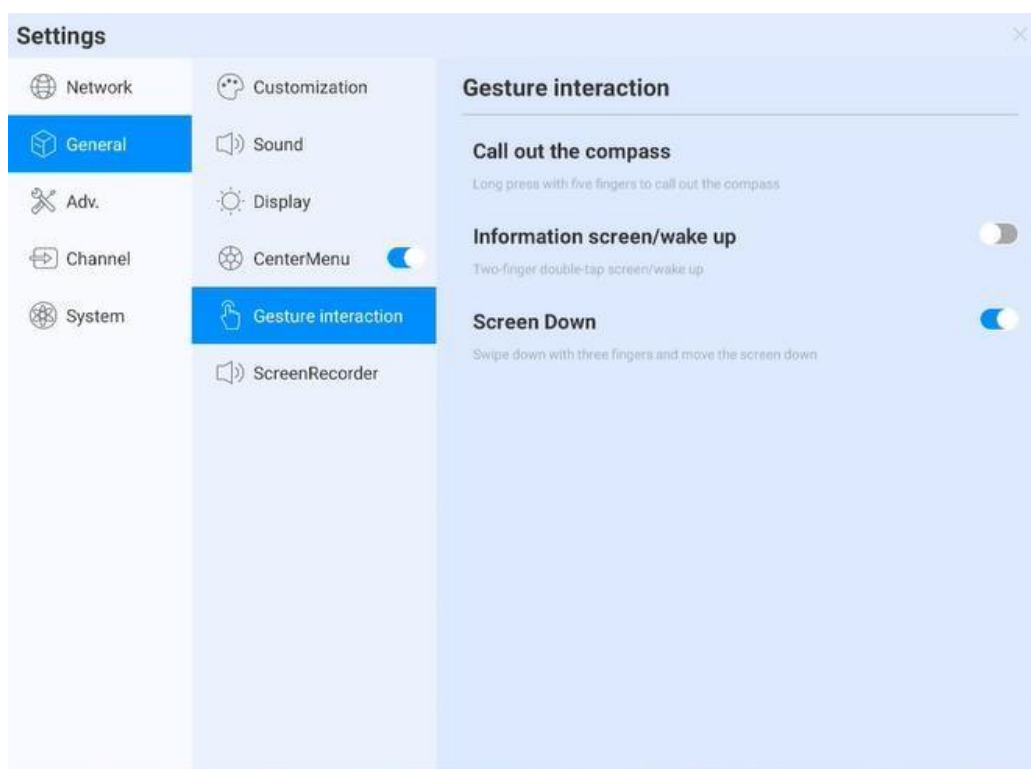 Settings
Network
General
Adv.
Channel
System
Customization
Sound
Display
CenterMenu
Gesture interaction
ScreenRecorder
Gesture interaction
Call out the compass
Long press with five fingers to call out the compass
Information screen/wake up
Two-finger double-tap screen/wake up
Screen Down
Swipe down with three fingers and move the screen down